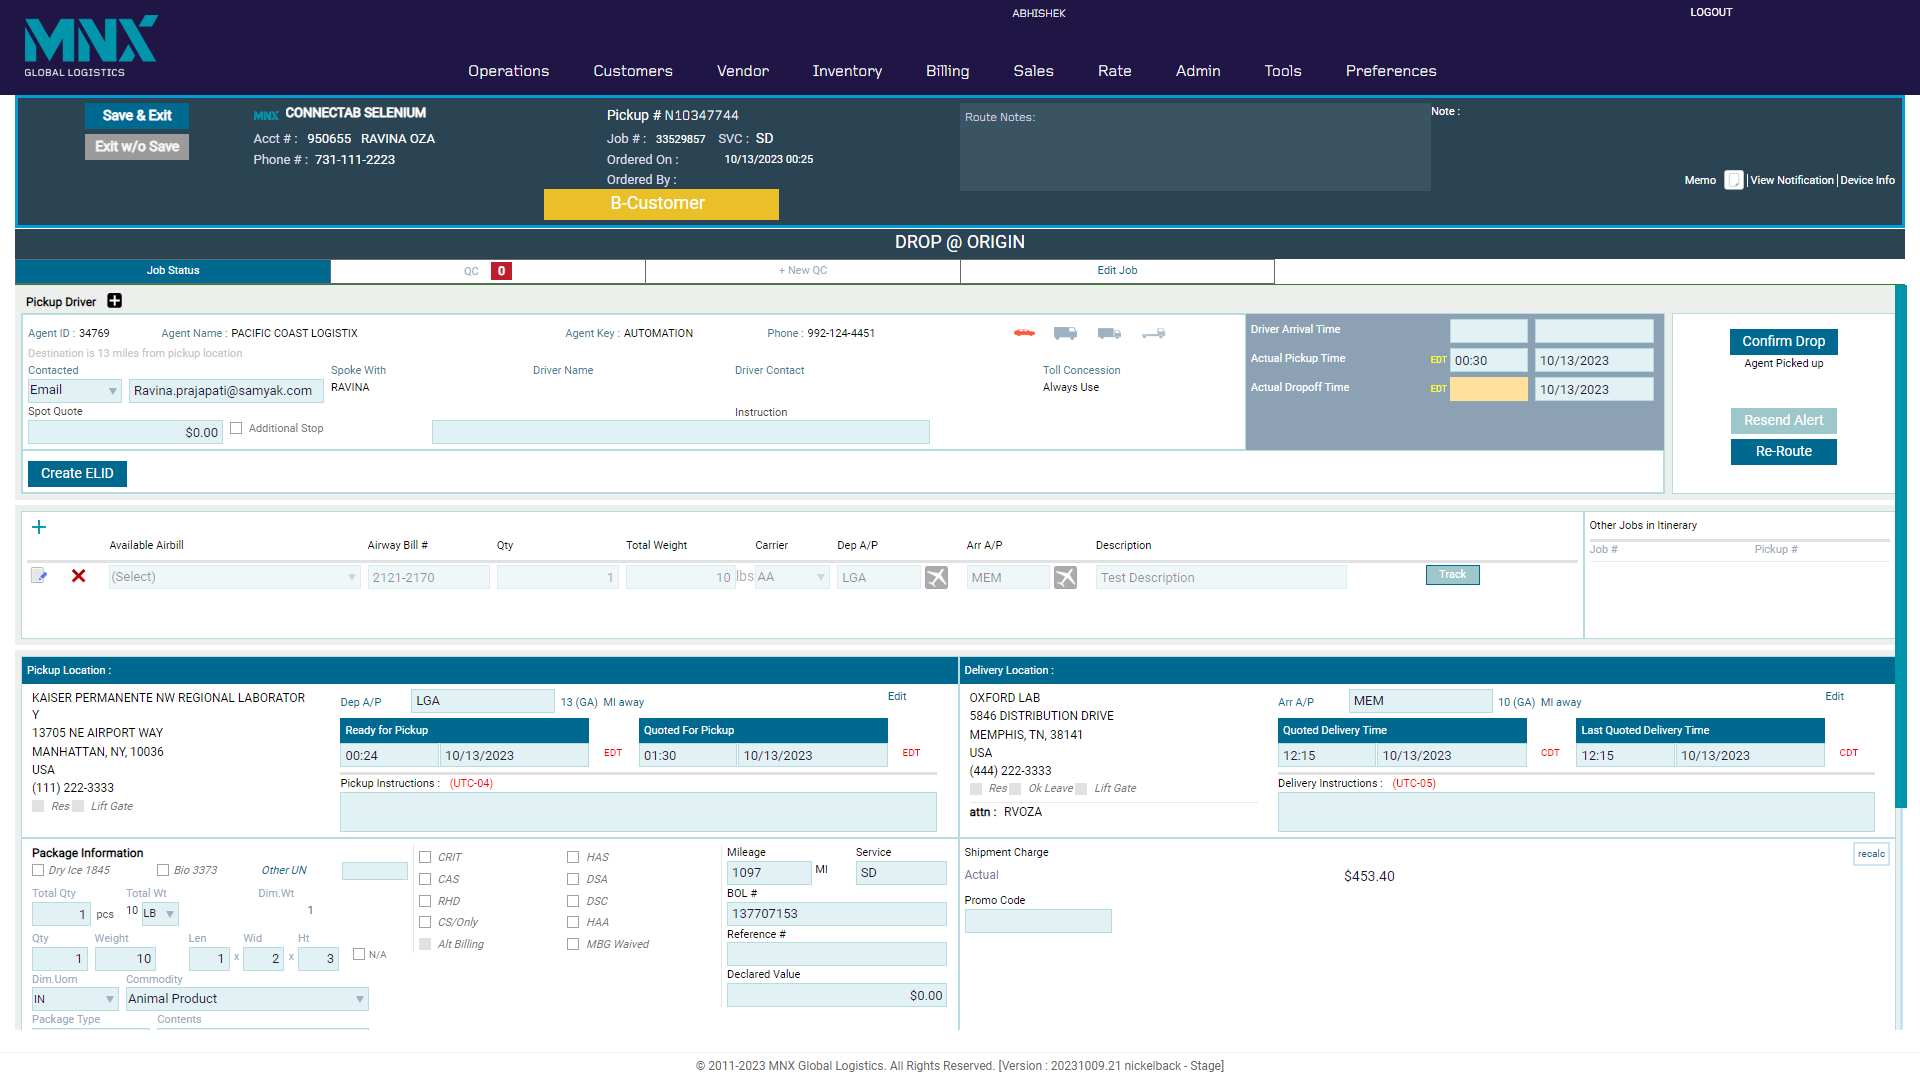 MNX
GLOBAL LOGISTICS
ABHISHEK
LOGOUT
Operations Customers Vendor Inventory Billing Sales Rate Admin Tools Preferences
Save & Exit
Exit w/o Save
MNX CONNECTAB SELENIUM
Acct # : 950655 RAVINA OZA
Phone # : 731-111-2223
Pickup # N10347744
Job # : 33529857 SVC : SD
Ordered On : 10/13/2023 00:25
Ordered By :
B-Customer
Route Notes:
Note :
Memo | View Notification | Device Info
DROP @ ORIGIN
Job Status QC 0 + New QC Edit Job
Pickup Driver
Agent ID : 34769 Agent Name : PACIFIC COAST LOGISTIX Agent Key : AUTOMATION Phone : 992-124-4451
Destination is 13 miles from pickup location
Contacted Spoke With Driver Name Driver Contact Toll Concession
Email Ravina.prajapati@samyak.com RAVINA Always Use
Spot Quote Instruction
$0.00 Additional Stop
Create ELID
Driver Arrival Time
Actual Pickup Time EDT 00:30 10/13/2023
Actual Dropoff Time EDT 10/13/2023
Confirm Drop
Agent Picked up
Resend Alert
Re-Route
Available Airbill Airway Bill # Qty Total Weight Carrier Dep A/P Arr A/P Description
(Select) 2121-2170 1 10 lbs AA LGA MEM Test Description Track
Other Jobs in Itinerary
Job # Pickup #
Pickup Location :
KAISER PERMANENTE NW REGIONAL LABORATOR
Y
13705 NE AIRPORT WAY
MANHATTAN, NY, 10036
USA
(111) 222-3333
Res Lift Gate
Dep A/P LGA 13 (GA) MI away Edit
Ready for Pickup Quoted For Pickup
00:24 10/13/2023 EDT 01:30 10/13/2023 EDT
Pickup Instructions : (UTC-04)
Delivery Location :
OXFORD LAB
5846 DISTRIBUTION DRIVE
MEMPHIS, TN, 38141
USA
(444) 222-3333
Res Ok Leave Lift Gate
attn : RVOZA
Arr A/P MEM 10 (GA) MI away Edit
Quoted Delivery Time Last Quoted Delivery Time
12:15 10/13/2023 CDT 12:15 10/13/2023 CDT
Delivery Instructions : (UTC-05)
Package Information
Dry Ice 1845 Bio 3373 Other UN
Total Qty Total Wt Dim.Wt
1 pcs 10 LB 1
Qty Weight Len Wid Ht
1 10 1 x 2 x 3 N/A
Dim.Uom Commodity
IN Animal Product
Package Type Contents
CRIT HAS
CAS DSA
RHD DSC
CS/Only HAA
Alt Billing MBG Waived
Mileage Service
1097 MI SD
BOL #
137707153
Reference #
Declared Value
$0.00
Shipment Charge recalc
Actual $453.40
Promo Code
© 2011-2023 MNX Global Logistics. All Rights Reserved. [Version : 20231009.21 nickelback - Stage]